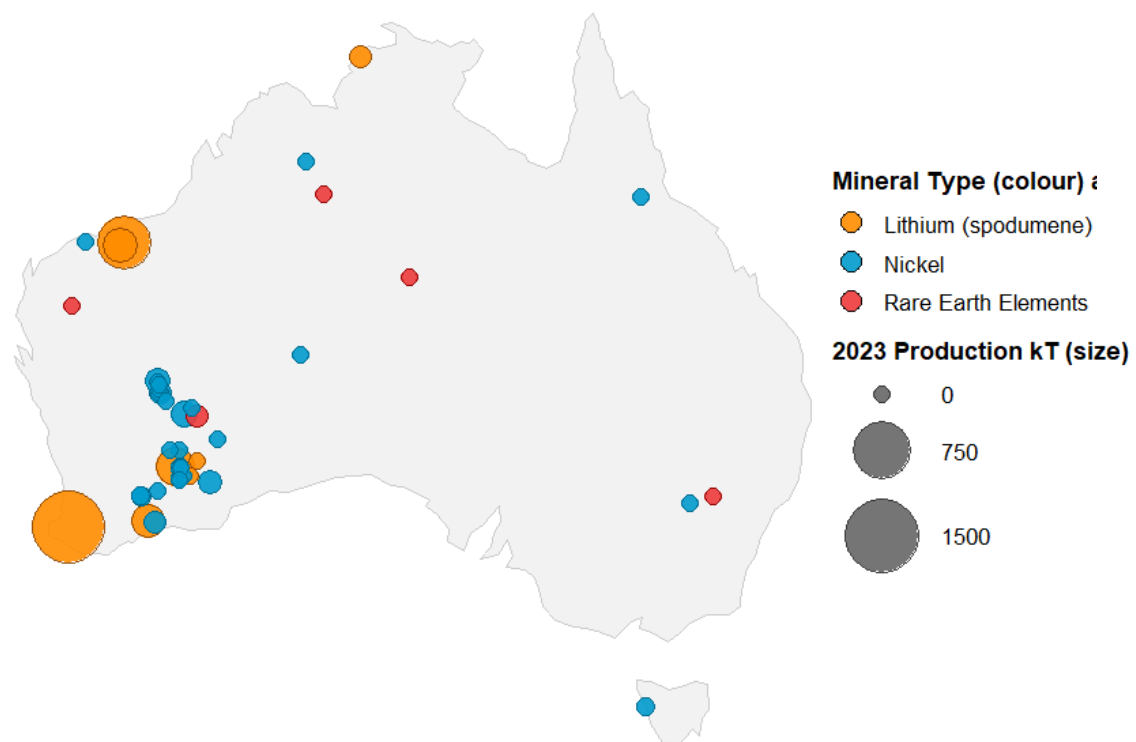 Mineral Type (colour) a
Lithium (spodumene)
Nickel
Rare Earth Elements
2023 Production kT (size)
0
750
1500